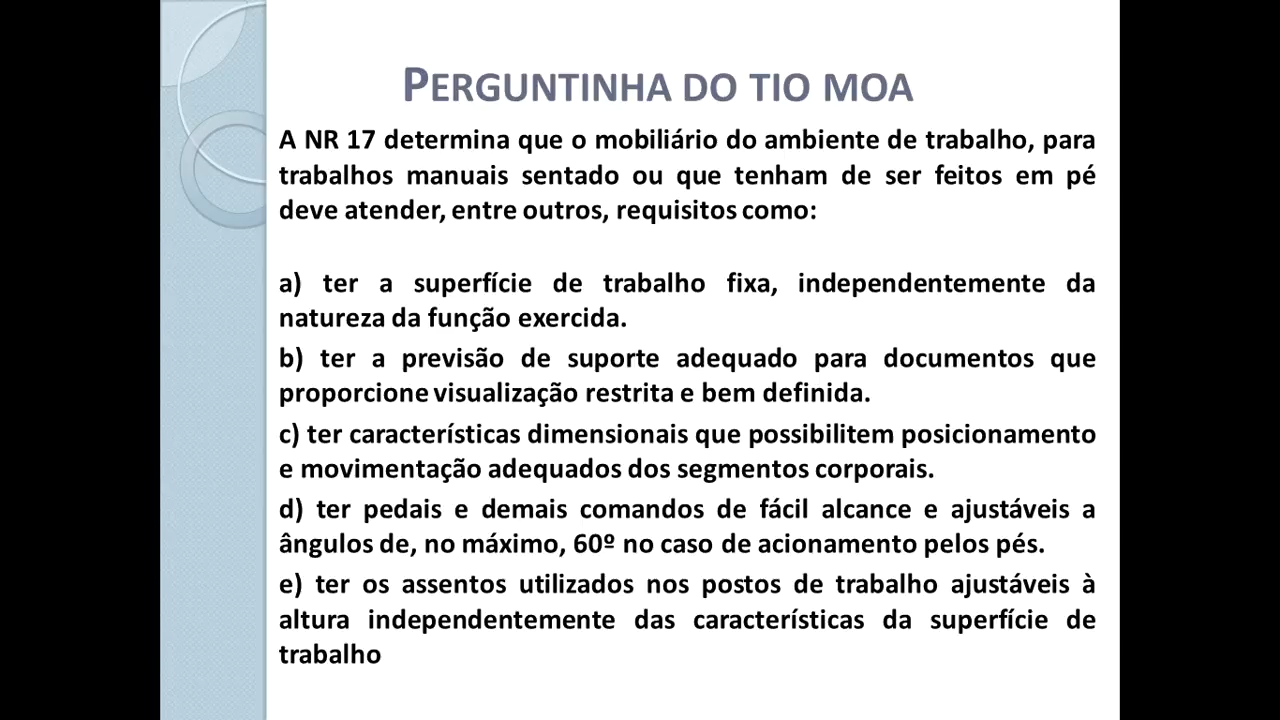 PERGUNTINHA DO TIO MOA
A NR 17 determina que o mobiliário do ambiente de trabalho, para
trabalhos manuais sentado ou que tenham de ser feitos em pé
deve atender, entre outros, requisitos como:
a) ter a superfície de trabalho fixa, independentemente da
natureza da função exercida.
b) ter a previsão de suporte adequado para documentos que
proporcione visualização restrita e bem definida.
c) ter características dimensionais que possibilitem posicionamento
e movimentação adequados dos segmentos corporais.
d) ter pedais e demais comandos de fácil alcance e ajustáveis a
ângulos de, no máximo, 60º no caso de acionamento pelos pés.
e) ter os assentos utilizados nos postos de trabalho ajustáveis à
altura independentemente das características da superfície de
trabalho